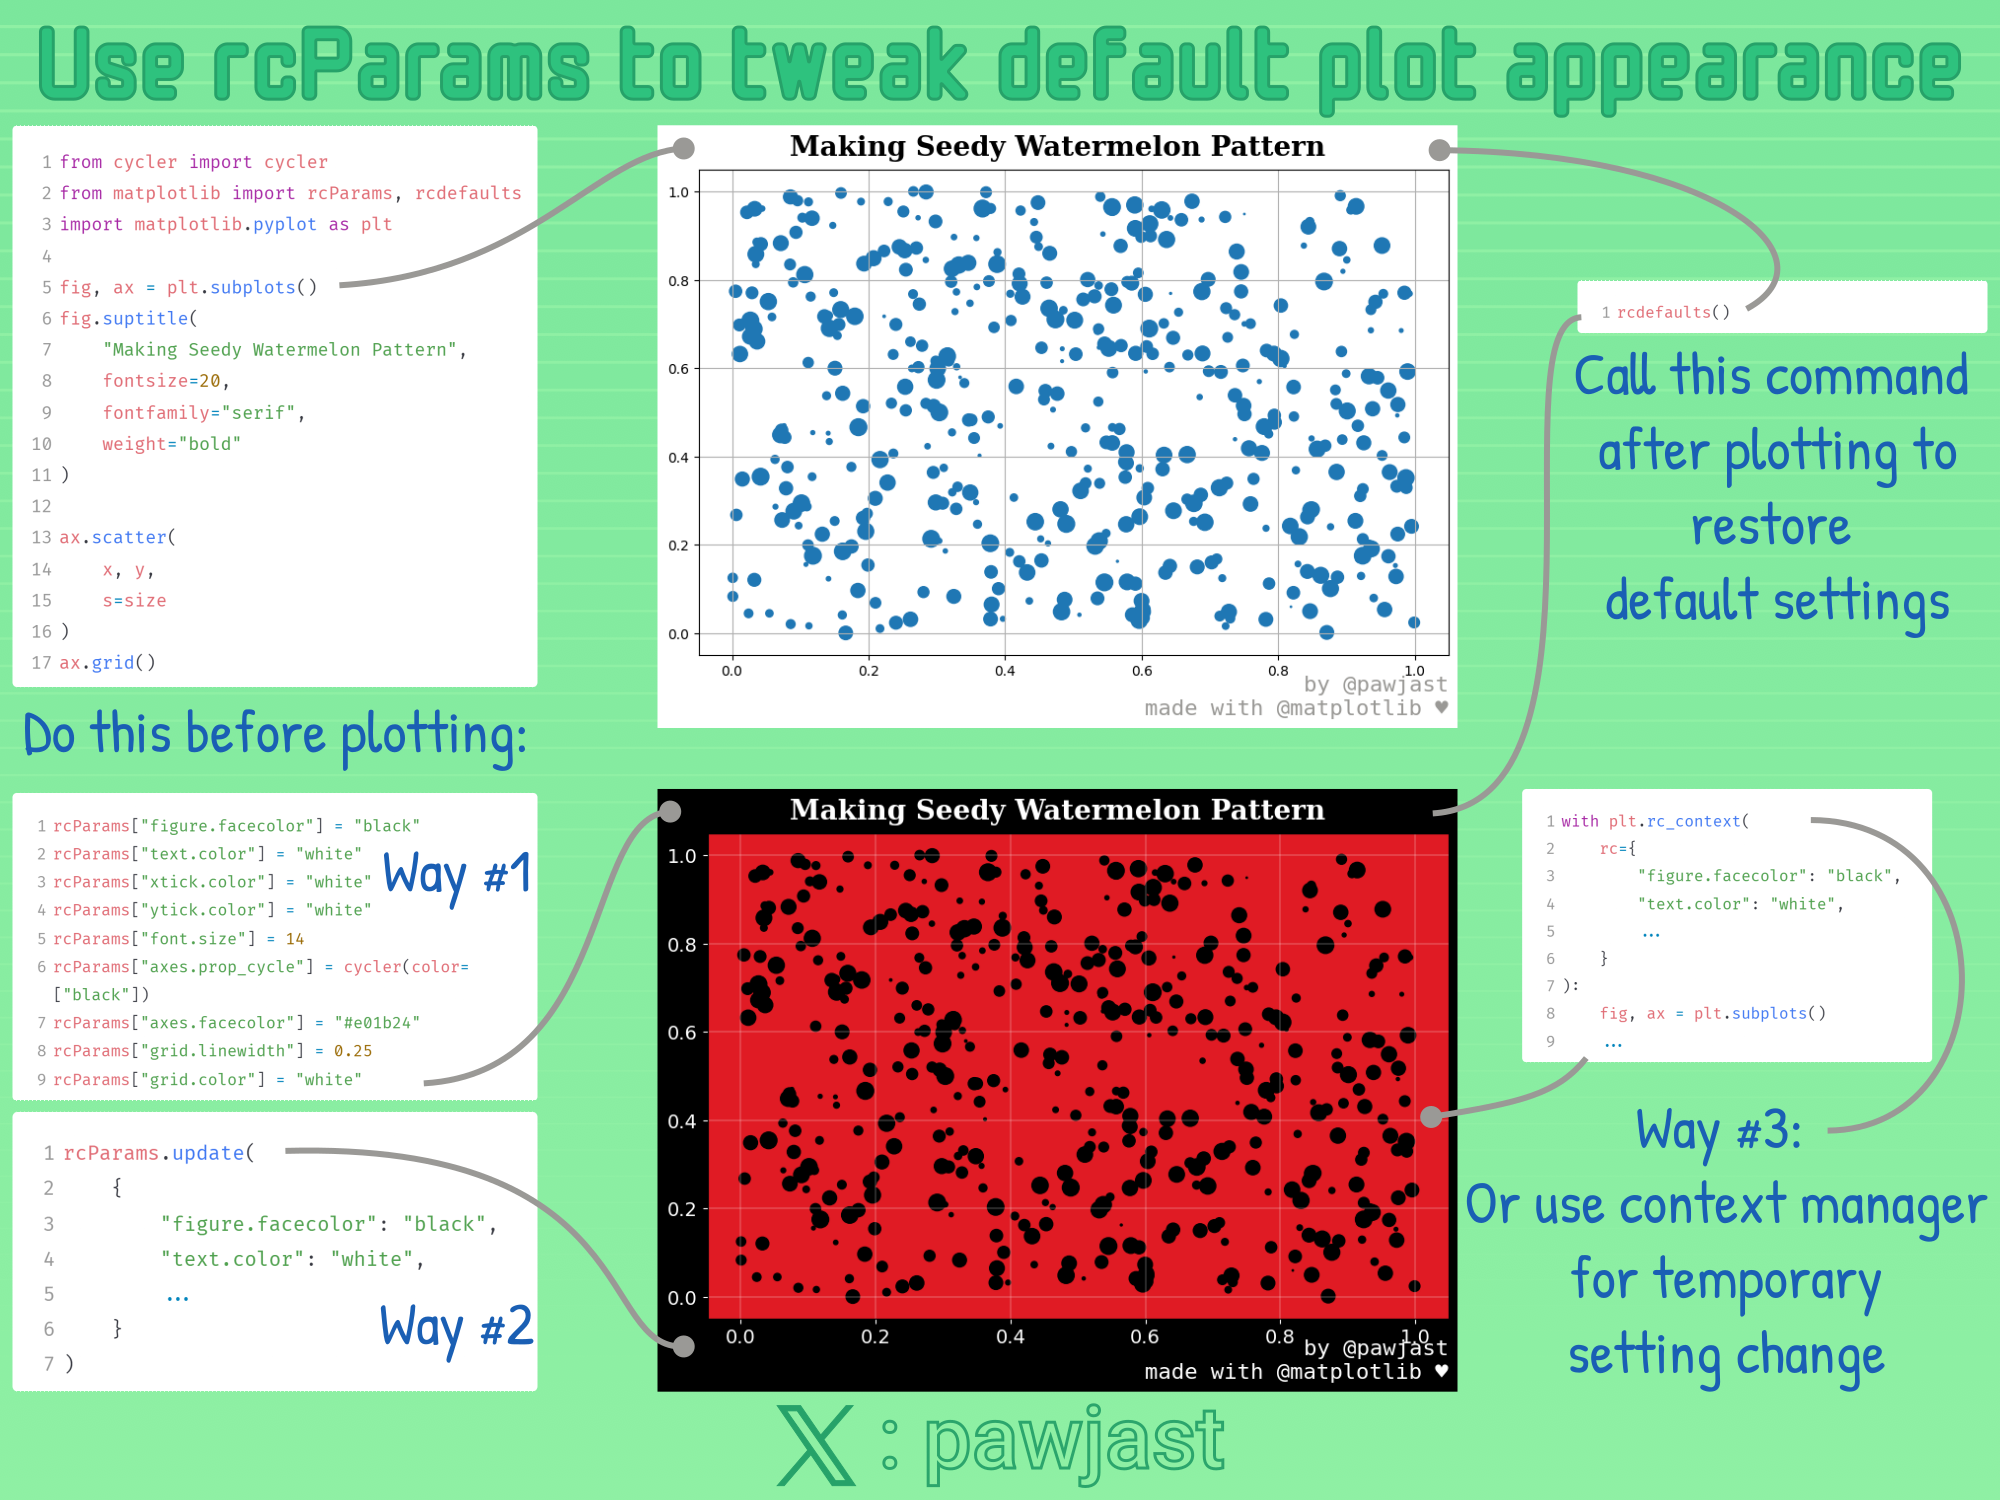 Use rcParams to tweak default plot appearance
1 from cycler import cycler
2 from matplotlib import rcParams, rcdefaults
3 import matplotlib.pyplot as plt
4
5 fig, ax = plt.subplots()
6 fig.suptitle(
7     "Making Seedy Watermelon Pattern",
8     fontsize=20,
9     fontfamily="serif",
10     weight="bold"
11 )
12
13 ax.scatter(
14     x, y,
15     s=size
16 )
17 ax.grid()
Do this before plotting:
1 rcParams["figure.facecolor"] = "black"
2 rcParams["text.color"] = "white"
3 rcParams["xtick.color"] = "white"
4 rcParams["ytick.color"] = "white"
5 rcParams["font.size"] = 14
6 rcParams["axes.prop_cycle"] = cycler(color=
["black"])
7 rcParams["axes.facecolor"] = "#e01b24"
8 rcParams["grid.linewidth"] = 0.25
9 rcParams["grid.color"] = "white"
Way #1
1 rcParams.update(
2     {
3         "figure.facecolor": "black",
4         "text.color": "white",
5         ...
6     }
7 )
Way #2
Making Seedy Watermelon Pattern
1.0
0.8
0.6
0.4
0.2
0.0
0.0 0.2 0.4 0.6 0.8 1.0
by @pawjast
made with @matplotlib ♥
Making Seedy Watermelon Pattern
1.0
0.8
0.6
0.4
0.2
0.0
0.0 0.2 0.4 0.6 0.8 1.0
by @pawjast
made with @matplotlib ♥
1 rcdefaults()
Call this command
after plotting to
restore
default settings
1 with plt.rc_context(
2     rc={
3         "figure.facecolor": "black",
4         "text.color": "white",
5         ...
6     }
7 ):
8     fig, ax = plt.subplots()
9     ...
Way #3:
Or use context manager
for temporary
setting change
X : pawjast